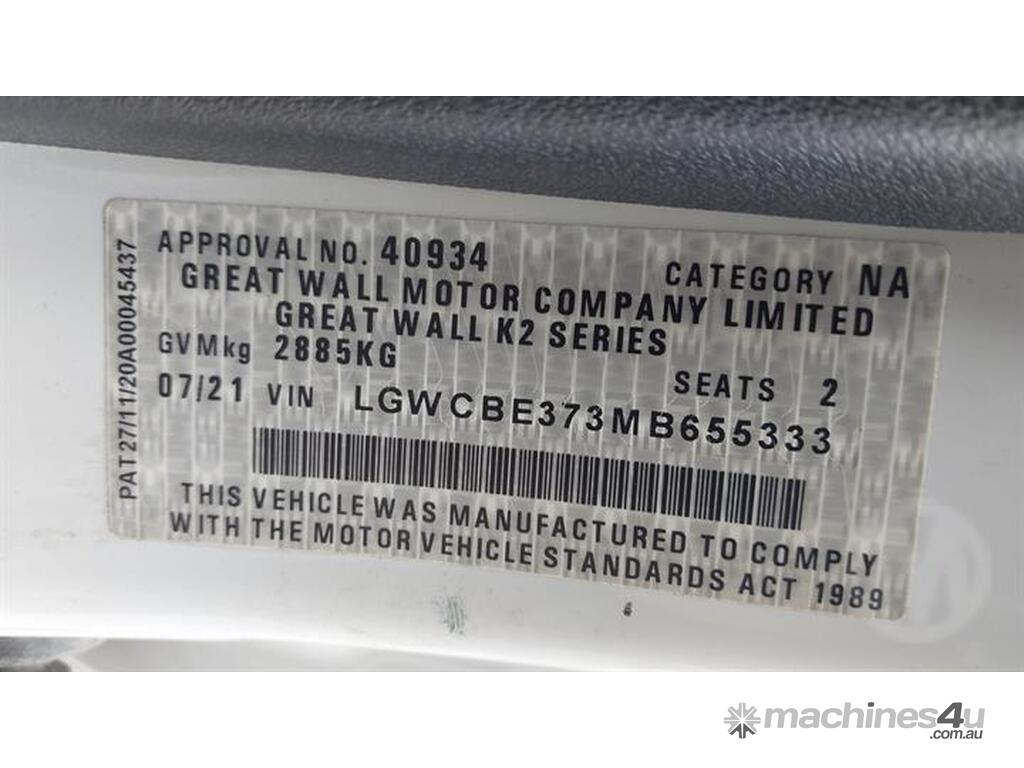 APPROVAL NO. 40934 CATEGORY NA
GREAT WALL MOTOR COMPANY LIMITED
GREAT WALL K2 SERIES
GVMkg 2885KG SEATS 2
07/21 VIN LGWCBE373MB655333
THIS VEHICLE WAS MANUFACTURED TO COMPLY
WITH THE MOTOR VEHICLE STANDARDS ACT 1989
PAT27/11/20A00045437
machines4u
.com.au